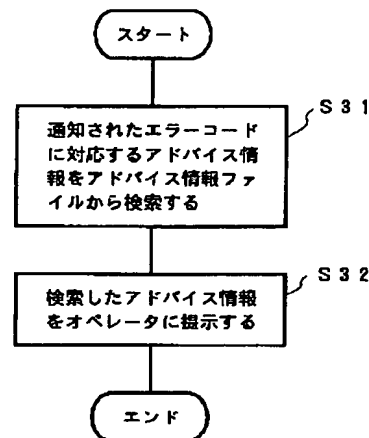 スタート
通知されたエラーコード
に対応するアドバイス情
報をアドバイス情報ファ
イルから検索する
S31
検索したアドバイス情報
をオペレータに提示する
S32
エンド